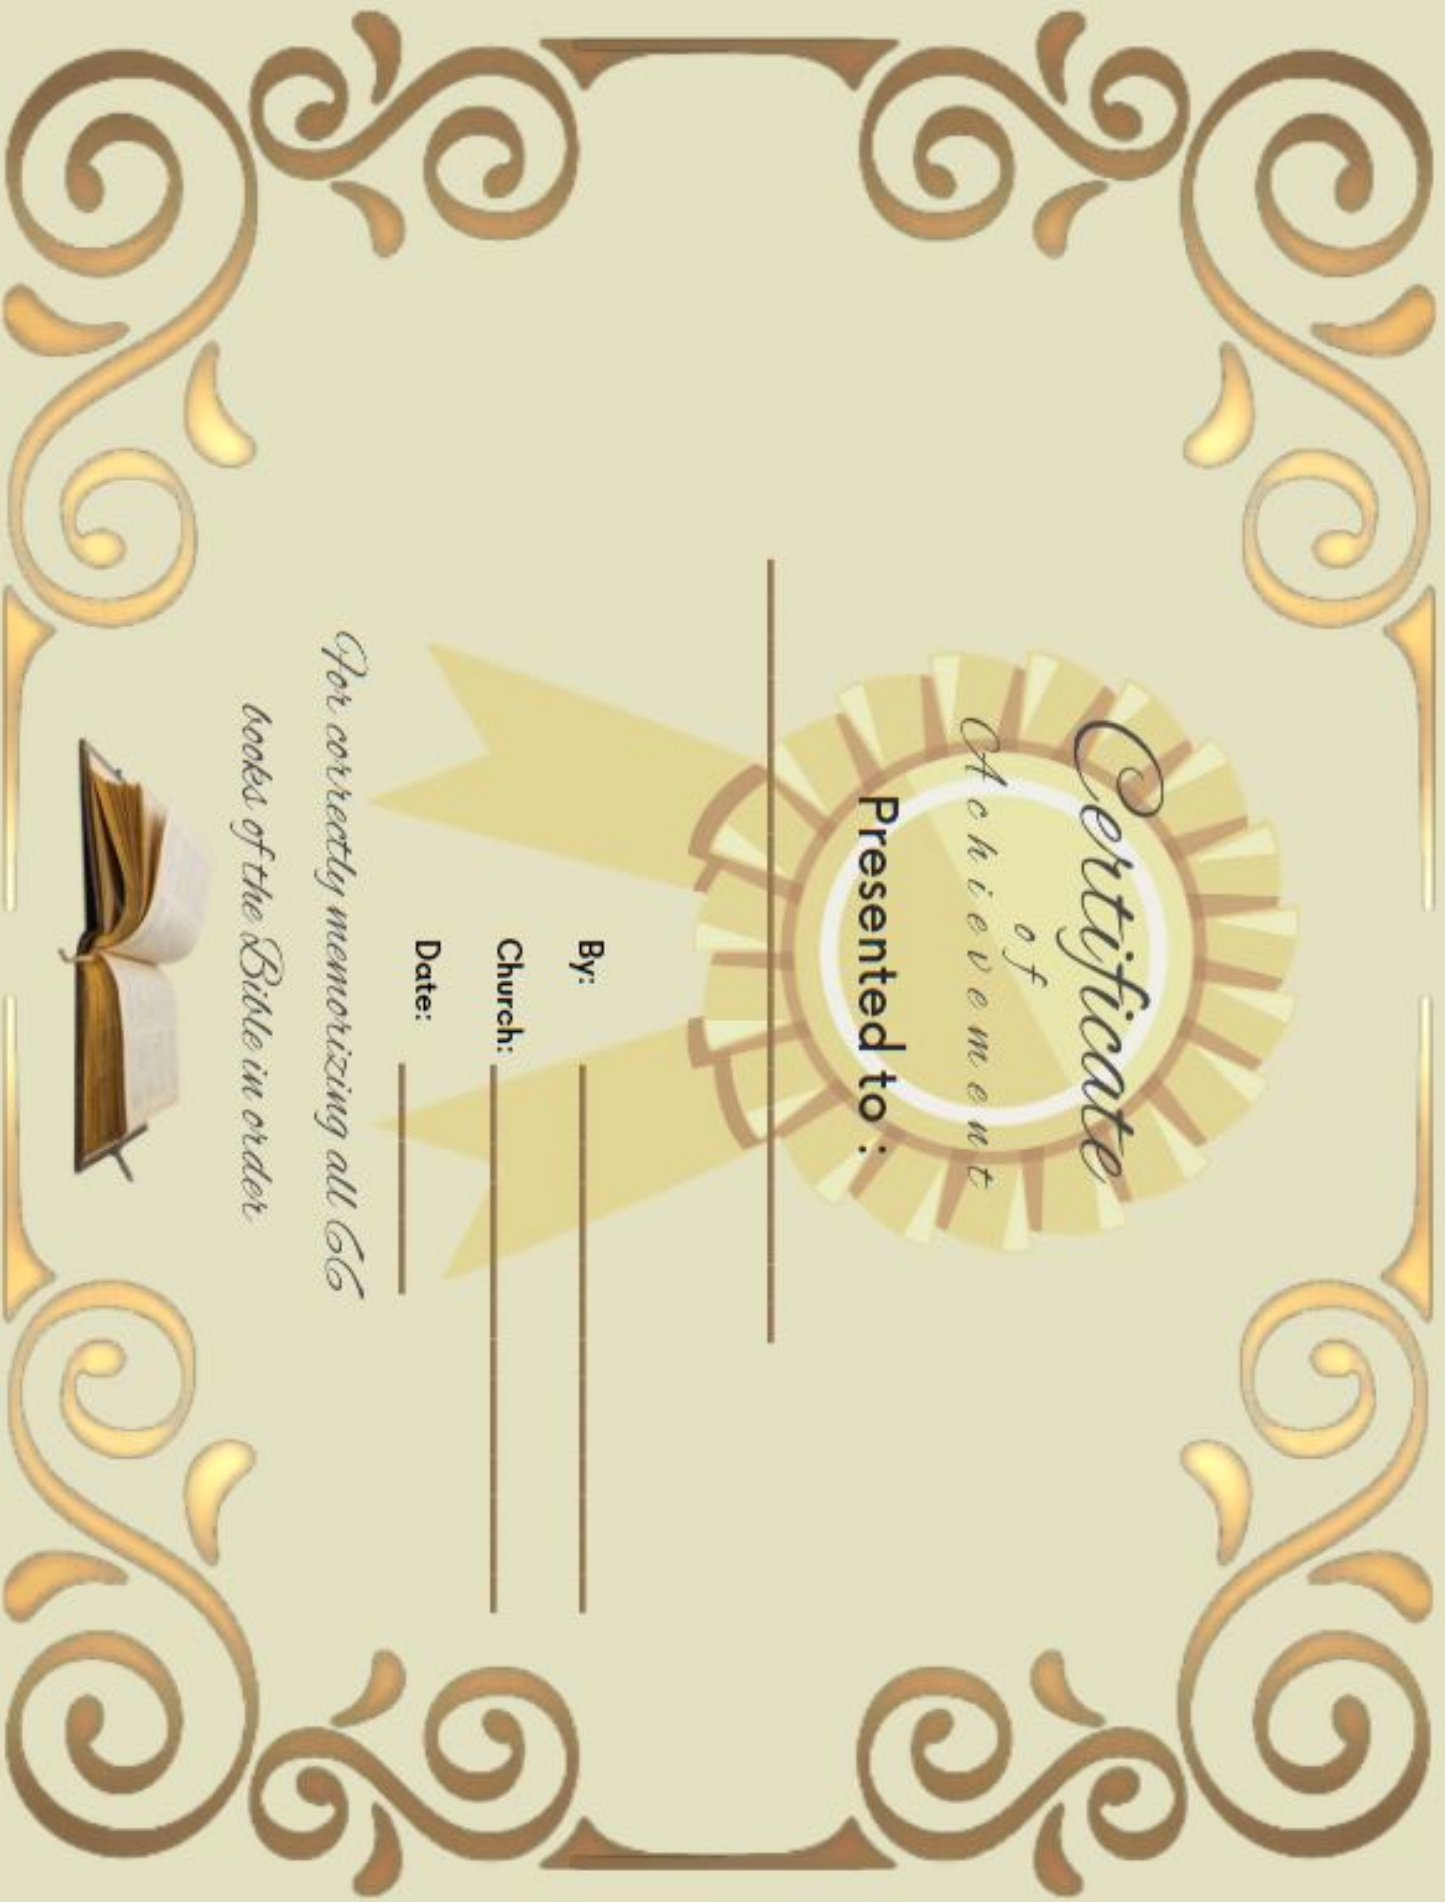 Certificate
of
Achievement
Presented to :
By:
Church:
Date:
For correctly memorizing all 66
books of the Bible in order